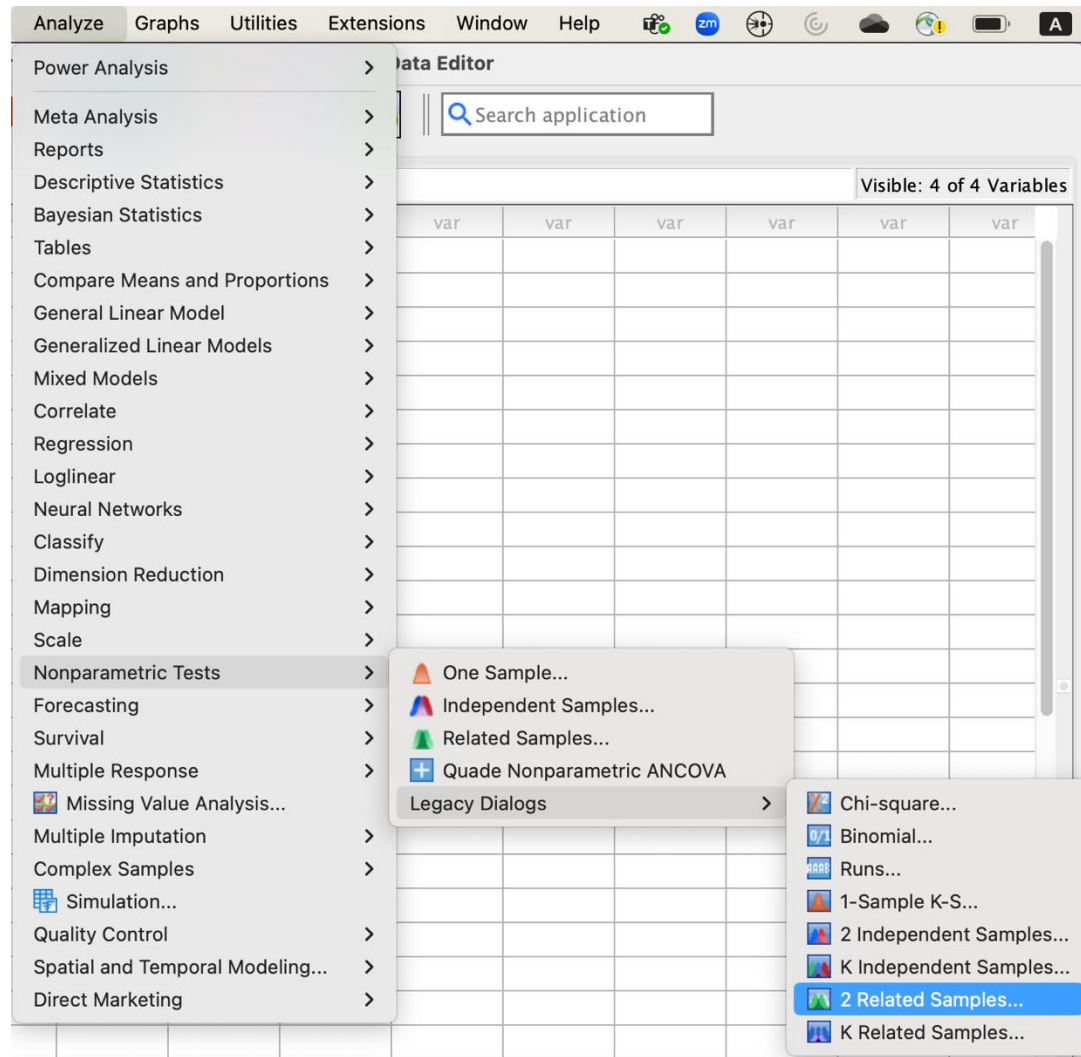 Analyze Graphs Utilities Extensions Window Help zm A
Data Editor
Search application
Visible: 4 of 4 Variables
var var var var var var
Power Analysis
Meta Analysis
Reports
Descriptive Statistics
Bayesian Statistics
Tables
Compare Means and Proportions
General Linear Model
Generalized Linear Models
Mixed Models
Correlate
Regression
Loglinear
Neural Networks
Classify
Dimension Reduction
Mapping
Scale
Nonparametric Tests
Forecasting
Survival
Multiple Response
Missing Value Analysis...
Multiple Imputation
Complex Samples
Simulation...
Quality Control
Spatial and Temporal Modeling...
Direct Marketing
One Sample...
Independent Samples...
Related Samples...
Quade Nonparametric ANCOVA
Legacy Dialogs
Chi-square...
0/1 Binomial...
AAAB Runs...
1-Sample K-S...
2 Independent Samples...
K Independent Samples...
2 Related Samples...
K Related Samples...